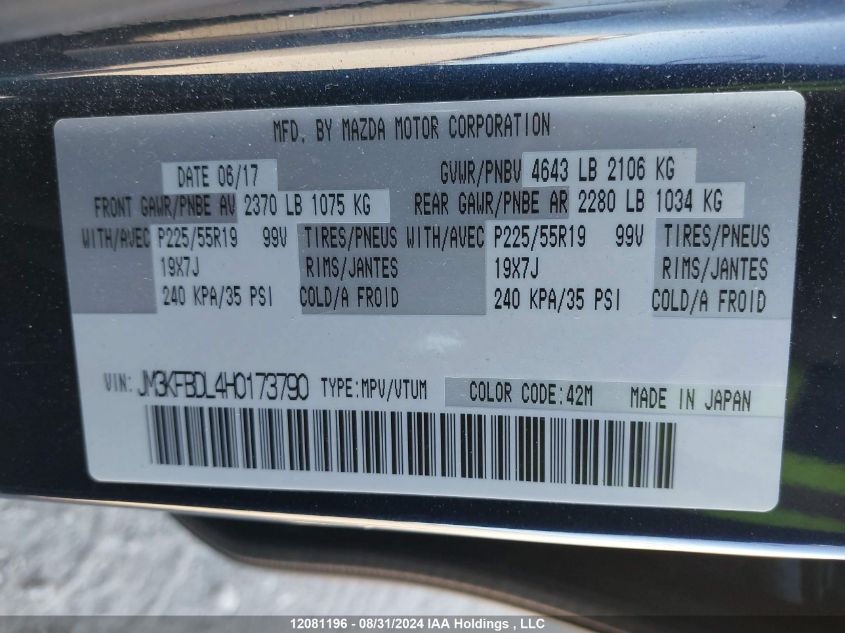 MFD. BY MAZDA MOTOR CORPORATION
DATE 06/17 GVWR/PNBV 4643 LB 2106 KG
FRONT GAWR/PNBE AV 2370 LB 1075 KG REAR GAWR/PNBE AR 2280 LB 1034 KG
WITH/AVEC P225/55R19 99V TIRES/PNEUS WITH/AVEC P225/55R19 99V TIRES/PNEUS
19X7J RIMS/JANTES 19X7J RIMS/JANTES
240 KPA/35 PSI COLD/A FROID 240 KPA/35 PSI COLD/A FROID
VIN: JM3KFBDL4H0173790 TYPE:MPV/VTUM COLOR CODE:42M MADE IN JAPAN
12081196 - 08/31/2024 IAA Holdings , LLC